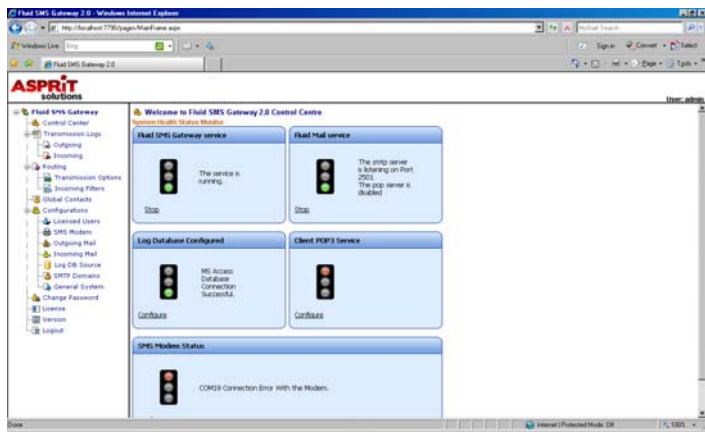 Fluid SMS Gateway 2.0 - Windows Internet Explorer
Windows Live
Bing
Sign in
Fluid SMS Gateway 2.0
Page
Tools
ASPRiT
solutions
User: admin
Fluid SMS Gateway
Control Center
Transmission Logs
Outgoing
Incoming
Routing
Transmission Options
Incoming Filters
Global Contacts
Configurations
Licensed Users
SMS Modem
Outgoing Mail
Incoming Mail
Log Db Source
SMTP Domains
General System
Change Password
License
Version
Logout
Welcome to Fluid SMS Gateway 2.0 Control Centre
System Health Status Monitor
Fluid SMS Gateway service
The service is
running.
Stop
Fluid Mail service
The smtp server
is listening on Port
2501
The pop server is
disabled
Stop
Log Database Configured
MS Access
Database
Connection
Successful.
Configure
Client POP3 Service
Configure
SMS Modem Status
COM19 Connection Error With the Modem.
Done
Internet | Protected Mode: Off
100%